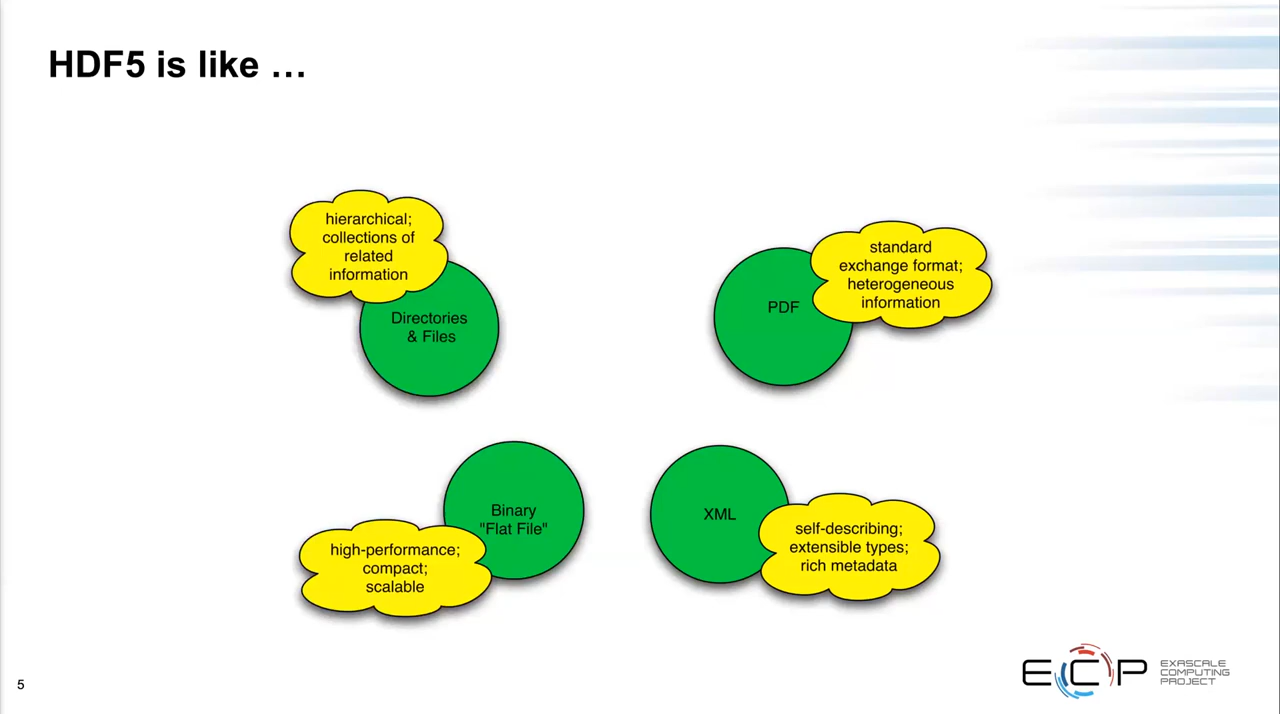 HDF5 is like …
hierarchical;
collections of
related
information
Directories
& Files
standard
exchange format;
heterogeneous
information
PDF
Binary
"Flat File"
high-performance;
compact;
scalable
XML
self-describing;
extensible types;
rich metadata
5
ECP
EXASCALE
COMPUTING
PROJECT